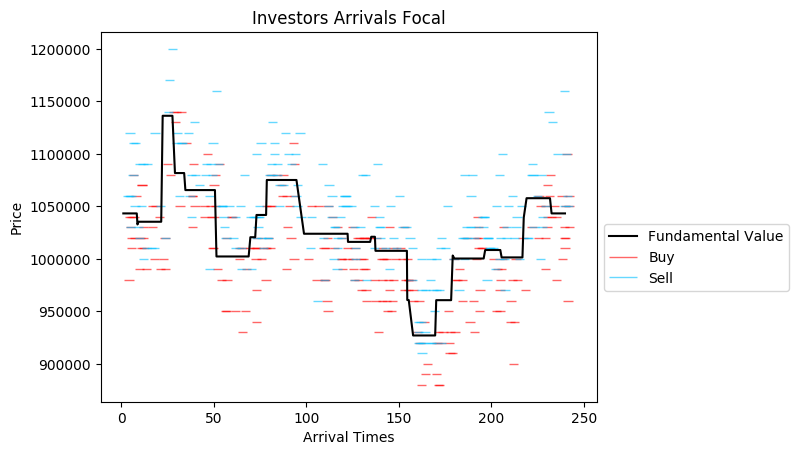 Investors Arrivals Focal
1200000
1150000
1100000
1050000
1000000
950000
900000
Price
0
50
100
150
200
250
Arrival Times
Fundamental Value
Buy
Sell